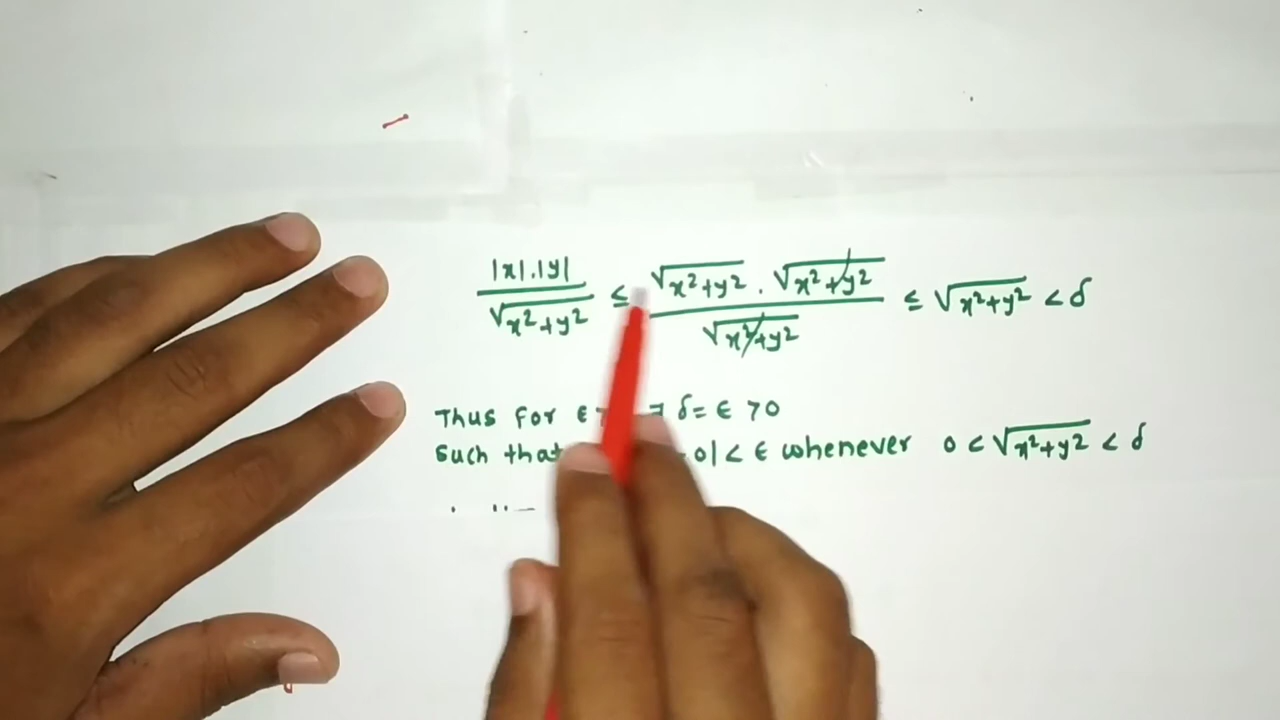 |x|.|y| / √x²+y² ≤ √x²+y² . √x²+y² / √x²+y² ≤ √x²+y² < δ
Thus for ε δ = ε > 0
Such that 0| < ε whenever 0 < √x²+y² < δ